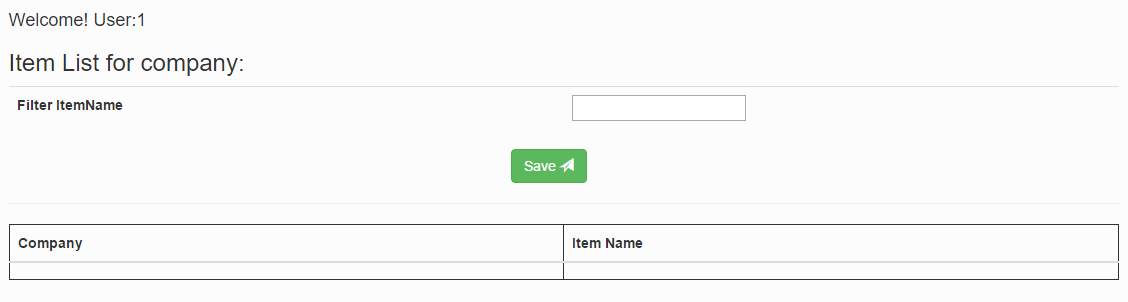 Welcome! User:1
Item List for company:
Filter ItemName
Save
Company Item Name